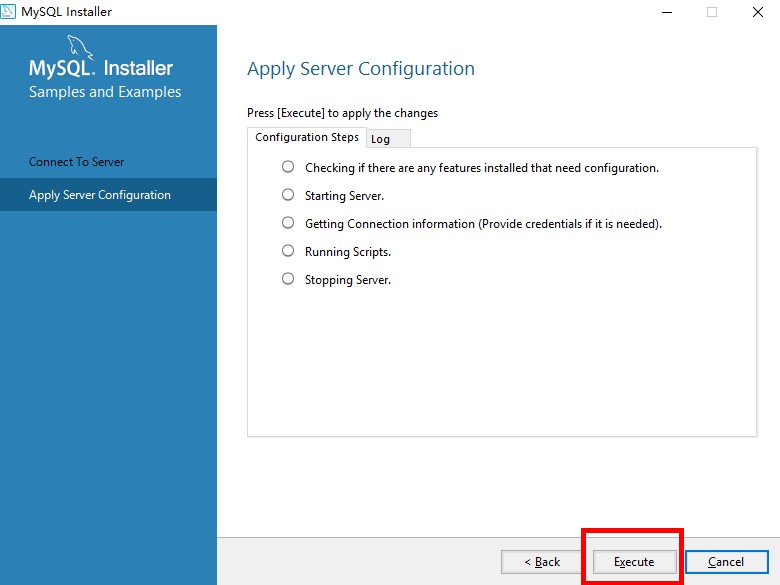 MySQL Installer
MySQL. Installer
Samples and Examples
Connect To Server
Apply Server Configuration
Apply Server Configuration
Press [Execute] to apply the changes
Configuration Steps
Log
Checking if there are any features installed that need configuration.
Starting Server.
Getting Connection information (Provide credentials if it is needed).
Running Scripts.
Stopping Server.
< Back
Execute
Cancel